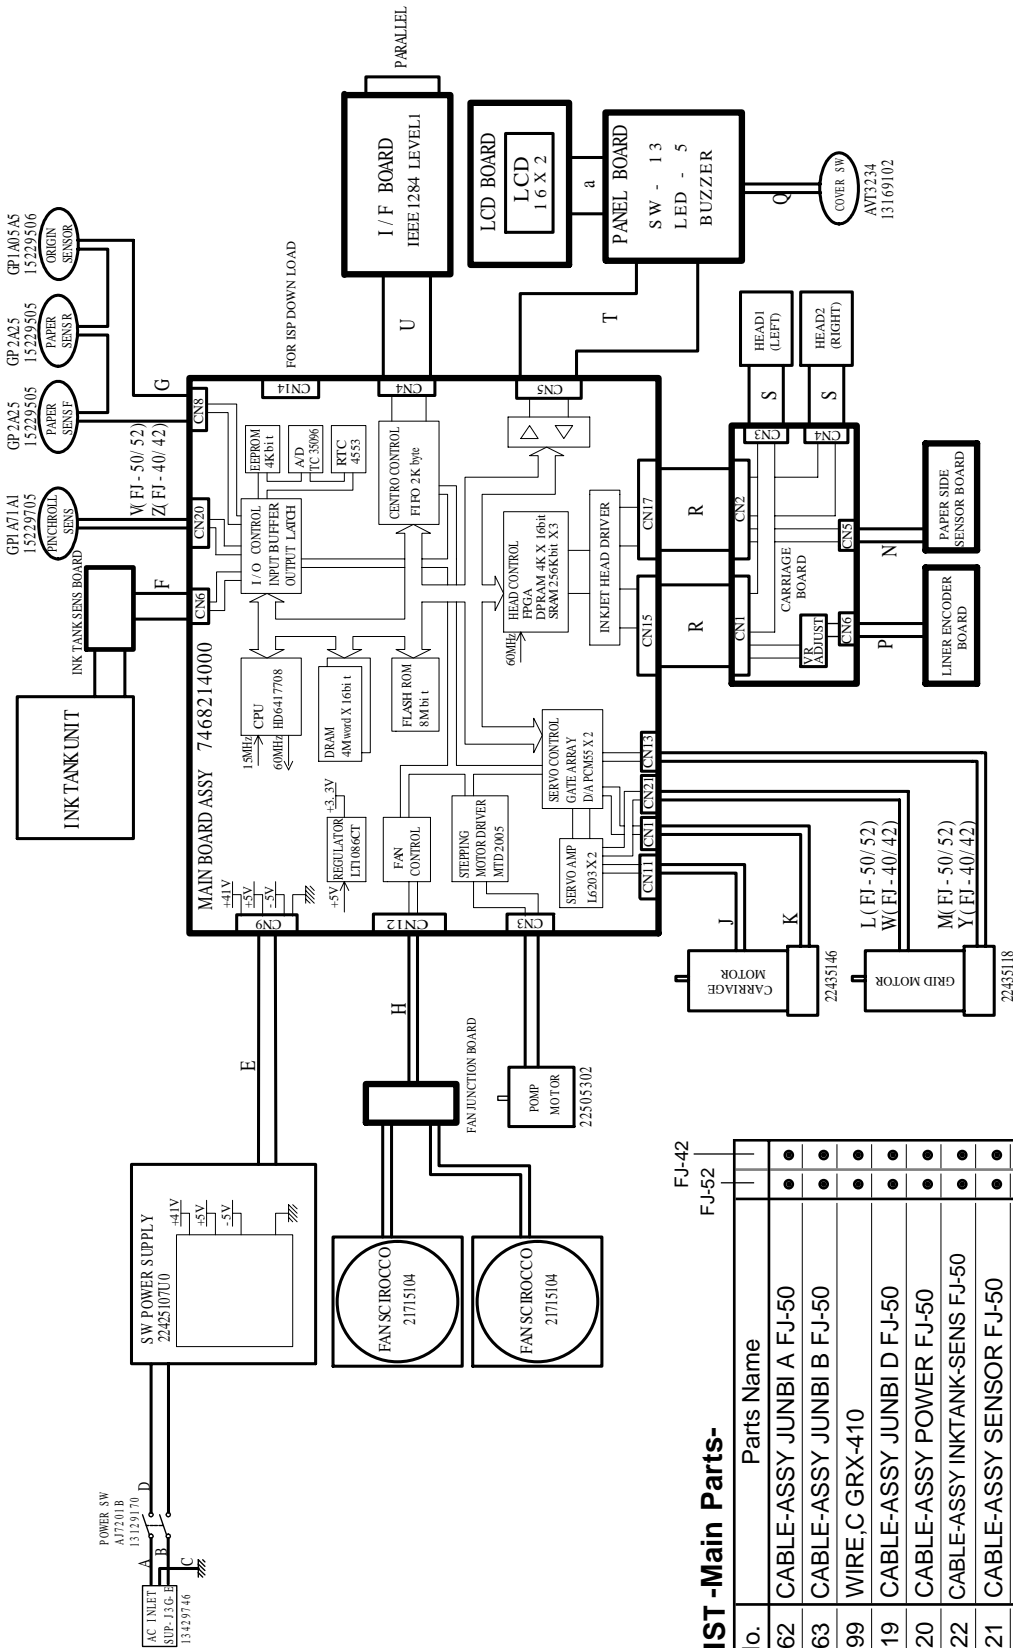 GP1A05A5
15229506
ORIGIN
SENSOR
GP2A25
15229505
PAPER
SENS R
GP2A25
15229505
PAPER
SENS F
GP1A71A1
15229705
PINCHROLL
SENS
INK TANK SENS BOARD
INK TANK UNIT
F
V(FJ-50/52)
Z(FJ-40/42)
G
CN6
CN20
CN8
MAIN BOARD ASSY 7468214000
CN14
FOR ISP DOWN LOAD
EEPROM
4Kbit
A/D
TC35096
RTC
4553
I/O CONTROL
INPUT BUFFER
OUTPUT LATCH
CENTRO CONTROL
FIFO 2K byte
CN4
U
I/F BOARD
IEEE1284 LEVEL1
PARALLEL
LCD BOARD
LCD
16 X 2
a
PANEL BOARD
SW - 13
LED - 5
BUZZER
T
CN5
Q
COVER SW
AVT3234
13169102
15MHz
60MHz
CPU
HD6417708
DRAM
4Mword X 16bit
FLASH ROM
8Mbit
60MHz
HEAD CONTROL
FPGA
DPRAM 4K X 16bit
SRAM 256Kbit X3
INKJET HEAD DRIVER
CN15
CN17
R
R
CN1
CN2
CN3
CN4
CARRIAGE
BOARD
VR
ADJUST
CN6
CN5
S
S
HEAD1
(LEFT)
HEAD2
(RIGHT)
P
N
LINER ENCODER
BOARD
PAPER SIDE
SENSOR BOARD
+41V
+5V
-5V
CN9
+5V
REGULATOR
LT1086CT
+3.3V
FAN
CONTROL
CN12
STEPPING
MOTOR DRIVER
MTD2005
CN3
SERVO CONTROL
GATE ARRAY
D/A PCM55 X 2
SERVO AMP
L6203 X 2
CN11
CN1
CN21
CN13
J
K
CARRIAGE
MOTOR
22435146
L(FJ-50/52)
W(FJ-40/42)
M(FJ-50/52)
Y(FJ-40/42)
GRID MOTOR
22435118
E
H
FAN JUNCTION BOARD
POMP
MOTOR
22505302
SW POWER SUPPLY
22425107U0
+41V
+5V
-5V
FAN SCIROCCO
21715104
FAN SCIROCCO
21715104
POWER SW
AJ7201B
13129170
A
B
C
D
AC INLET
SUP-J3G-E
13429746
IST -Main Parts-
FJ-42
FJ-52
lo. Parts Name
62 CABLE-ASSY JUNBI A FJ-50
63 CABLE-ASSY JUNBI B FJ-50
99 WIRE,C GRX-410
19 CABLE-ASSY JUNBI D FJ-50
20 CABLE-ASSY POWER FJ-50
22 CABLE-ASSY INKTANK-SENS FJ-50
21 CABLE-ASSY SENSOR FJ-50